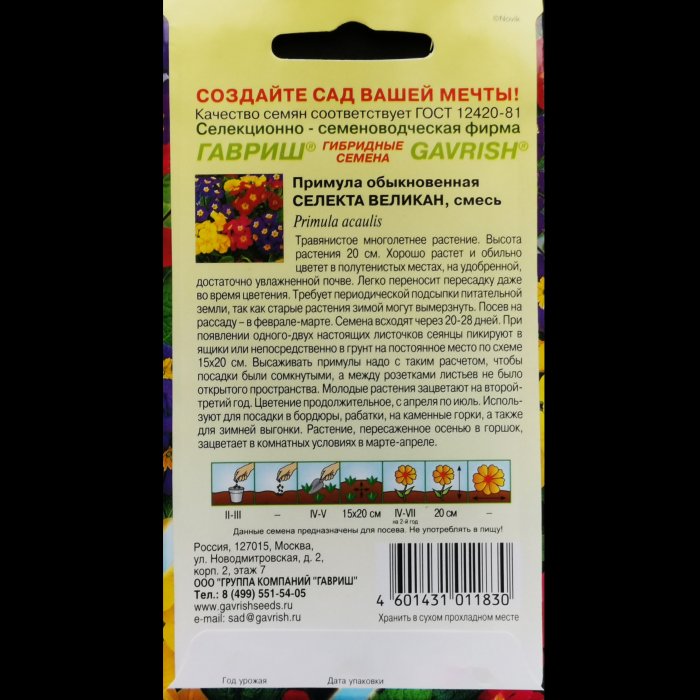 ©Novik
СОЗДАЙТЕ САД ВАШЕЙ МЕЧТЫ!
Качество семян соответствует ГОСТ 12420-81
Селекционно - семеноводческая фирма
ГАВРИШ® ГИБРИДНЫЕ СЕМЕНА GAVRISH®
Примула обыкновенная
СЕЛЕКТА ВЕЛИКАН, смесь
Primula acaulis
Травянистое многолетнее растение. Высота
растения 20 см. Хорошо растет и обильно
цветет в полутенистых местах, на удобренной,
достаточно увлажненной почве. Легко переносит пересадку даже
во время цветения. Требует периодической подсыпки питательной
земли, так как старые растения зимой могут вымерзнуть. Посев на
рассаду – в феврале-марте. Семена всходят через 20-28 дней. При
появлении одного-двух настоящих листочков сеянцы пикируют в
ящики или непосредственно в грунт на постоянное место по схеме
15х20 см. Высаживать примулы надо с таким расчетом, чтобы
посадки были сомкнутыми, а между розетками листьев не было
открытого пространства. Молодые растения зацветают на второй-
третий год. Цветение продолжительное, с апреля по июль. Исполь-
зуют для посадки в бордюры, рабатки, на каменные горки, а также
для зимней выгонки. Растение, пересаженное осенью в горшок,
зацветает в комнатных условиях в марте-апреле.
II-III – IV-V 15х20 см IV-VII 20 см –
на 2-й год
Данные семена предназначены для посева. Не употреблять в пищу!
Россия, 127015, Москва,
ул. Новодмитровская, д. 2,
корп. 2, этаж 7
ООО "ГРУППА КОМПАНИЙ "ГАВРИШ"
Тел.: 8 (499) 551-54-05
www.gavrishseeds.ru
e-mail: sad@gavrish.ru
4 601431 011830
Хранить в сухом прохладном месте
Год урожая Дата упаковки